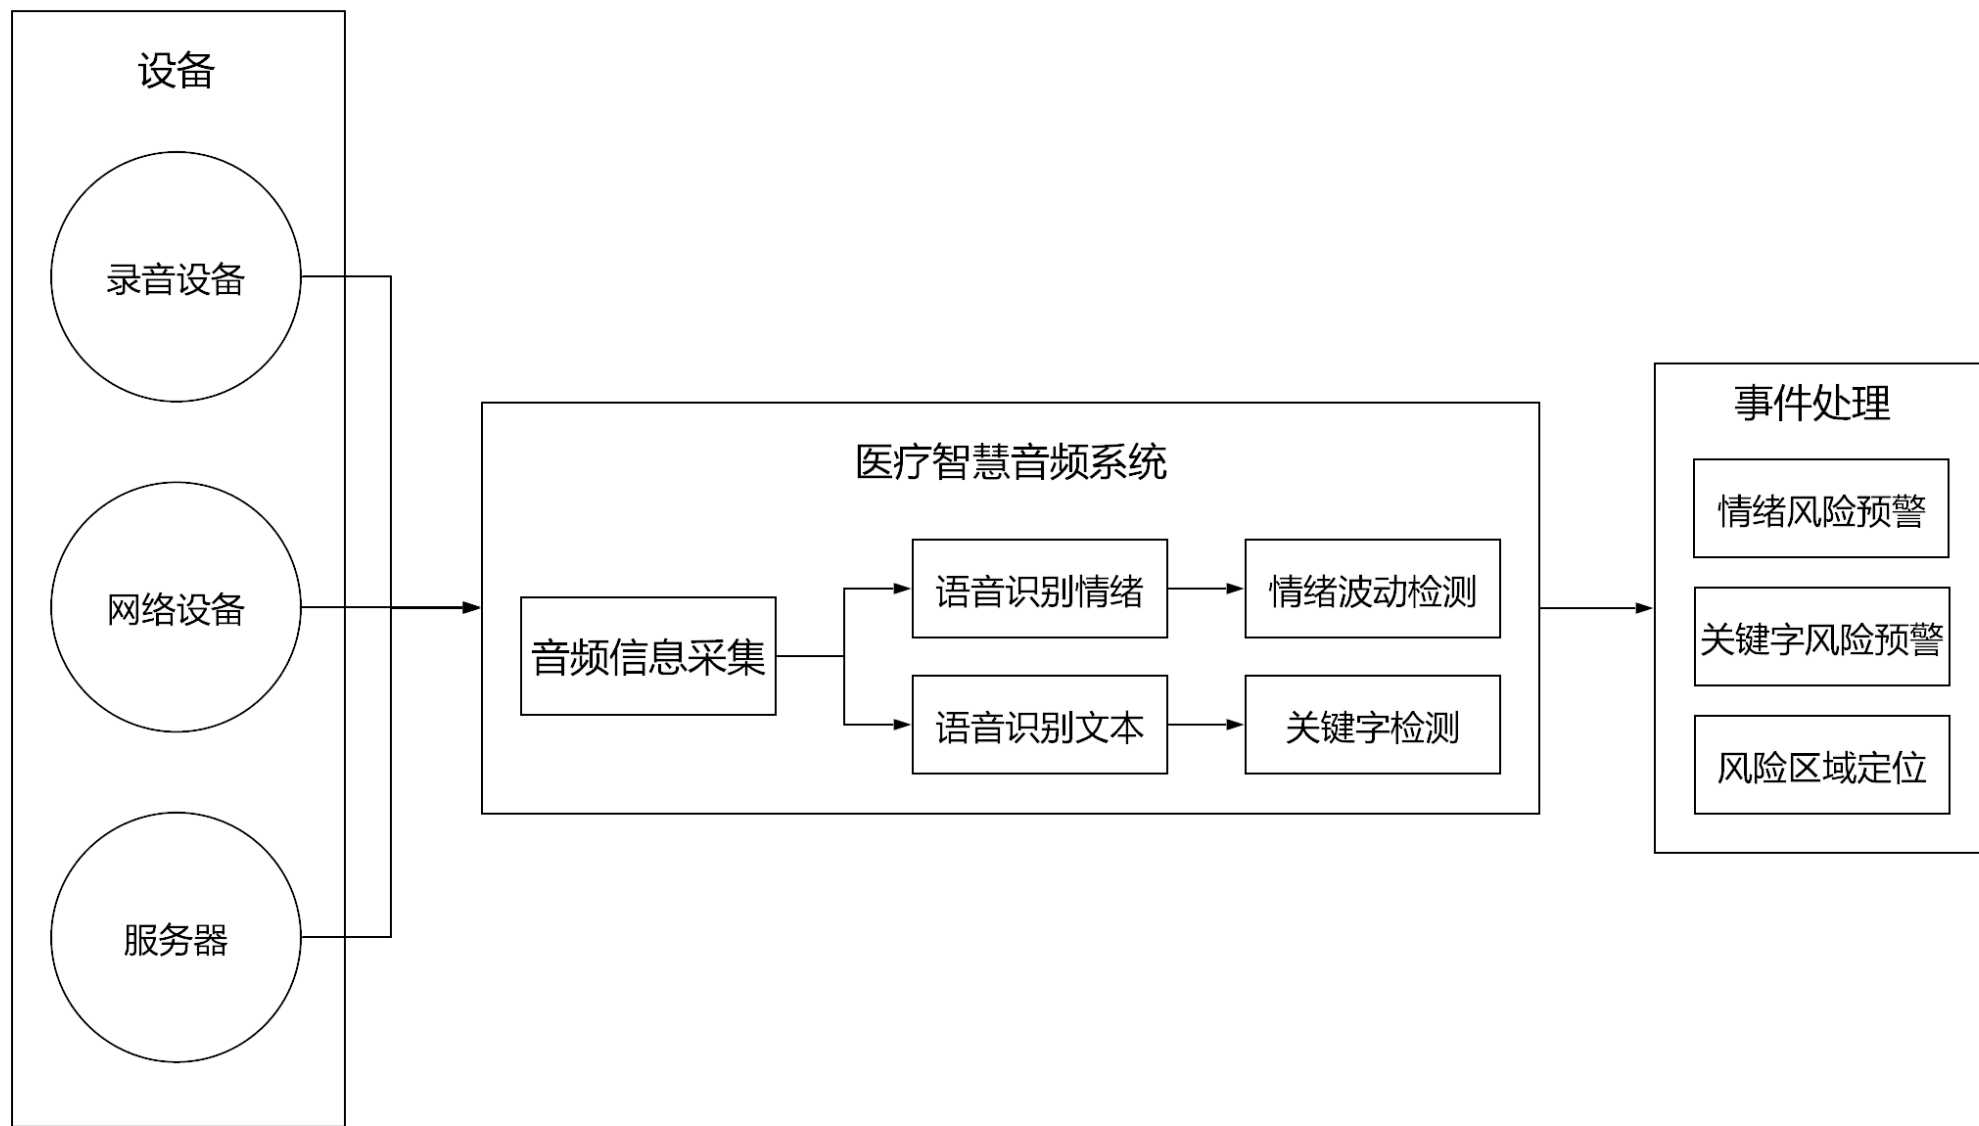 设备
录音设备
网络设备
服务器
医疗智慧音频系统
音频信息采集
语音识别情绪
情绪波动检测
语音识别文本
关键字检测
事件处理
情绪风险预警
关键字风险预警
风险区域定位